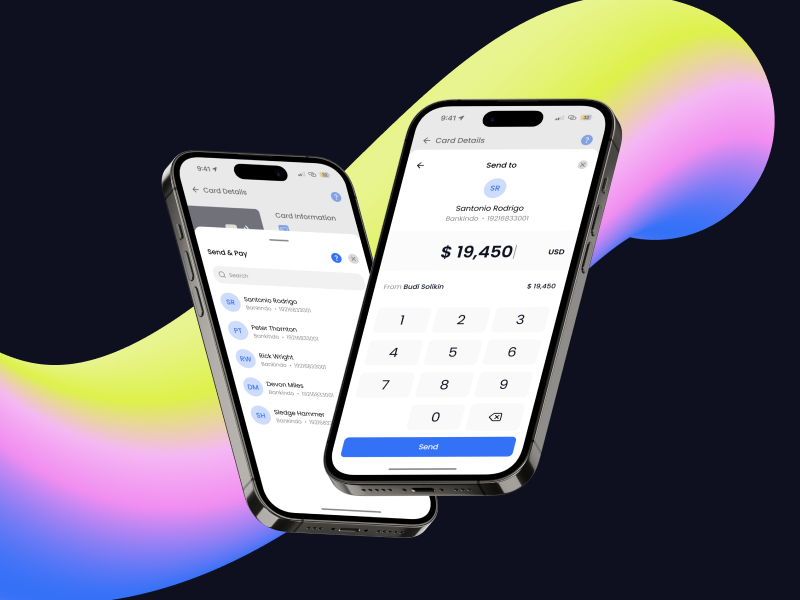 9:41
Card Details
?
Card Information
Send & Pay
?
Search
SR
Santonio Rodrigo
Bankindo • 19216833001
PT
Peter Thornton
Bankindo • 19216833001
RW
Rick Wright
Bankindo • 19216833001
DM
Devon Miles
Bankindo • 19216833001
SH
Sledge Hammer
Bankindo
9:41
Card Details
?
Send to
SR
Santonio Rodrigo
Bankindo • 19216833001
$ 19,450
USD
From Budi Solikin
$ 19,450
1 2 3
4 5 6
7 8 9
0
Send